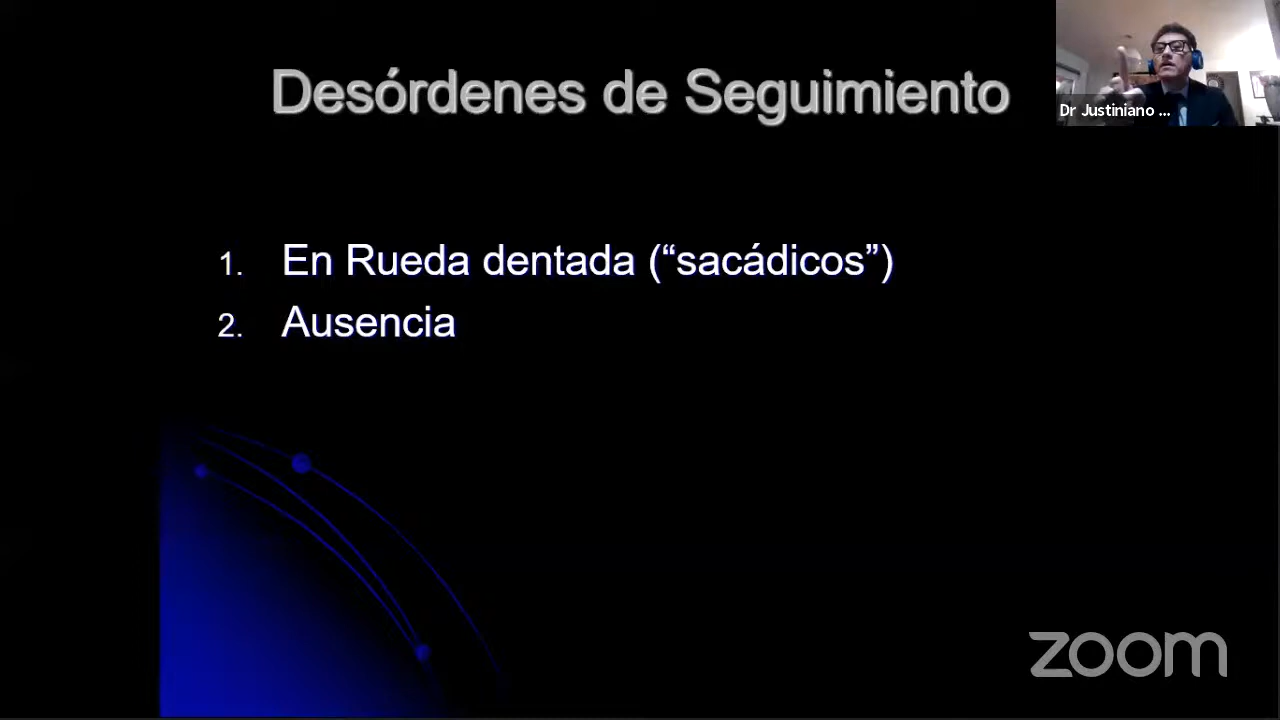 Desórdenes de Seguimiento
Dr Justiniano ...
1. En Rueda dentada (“sacádicos”)
2. Ausencia
zoom